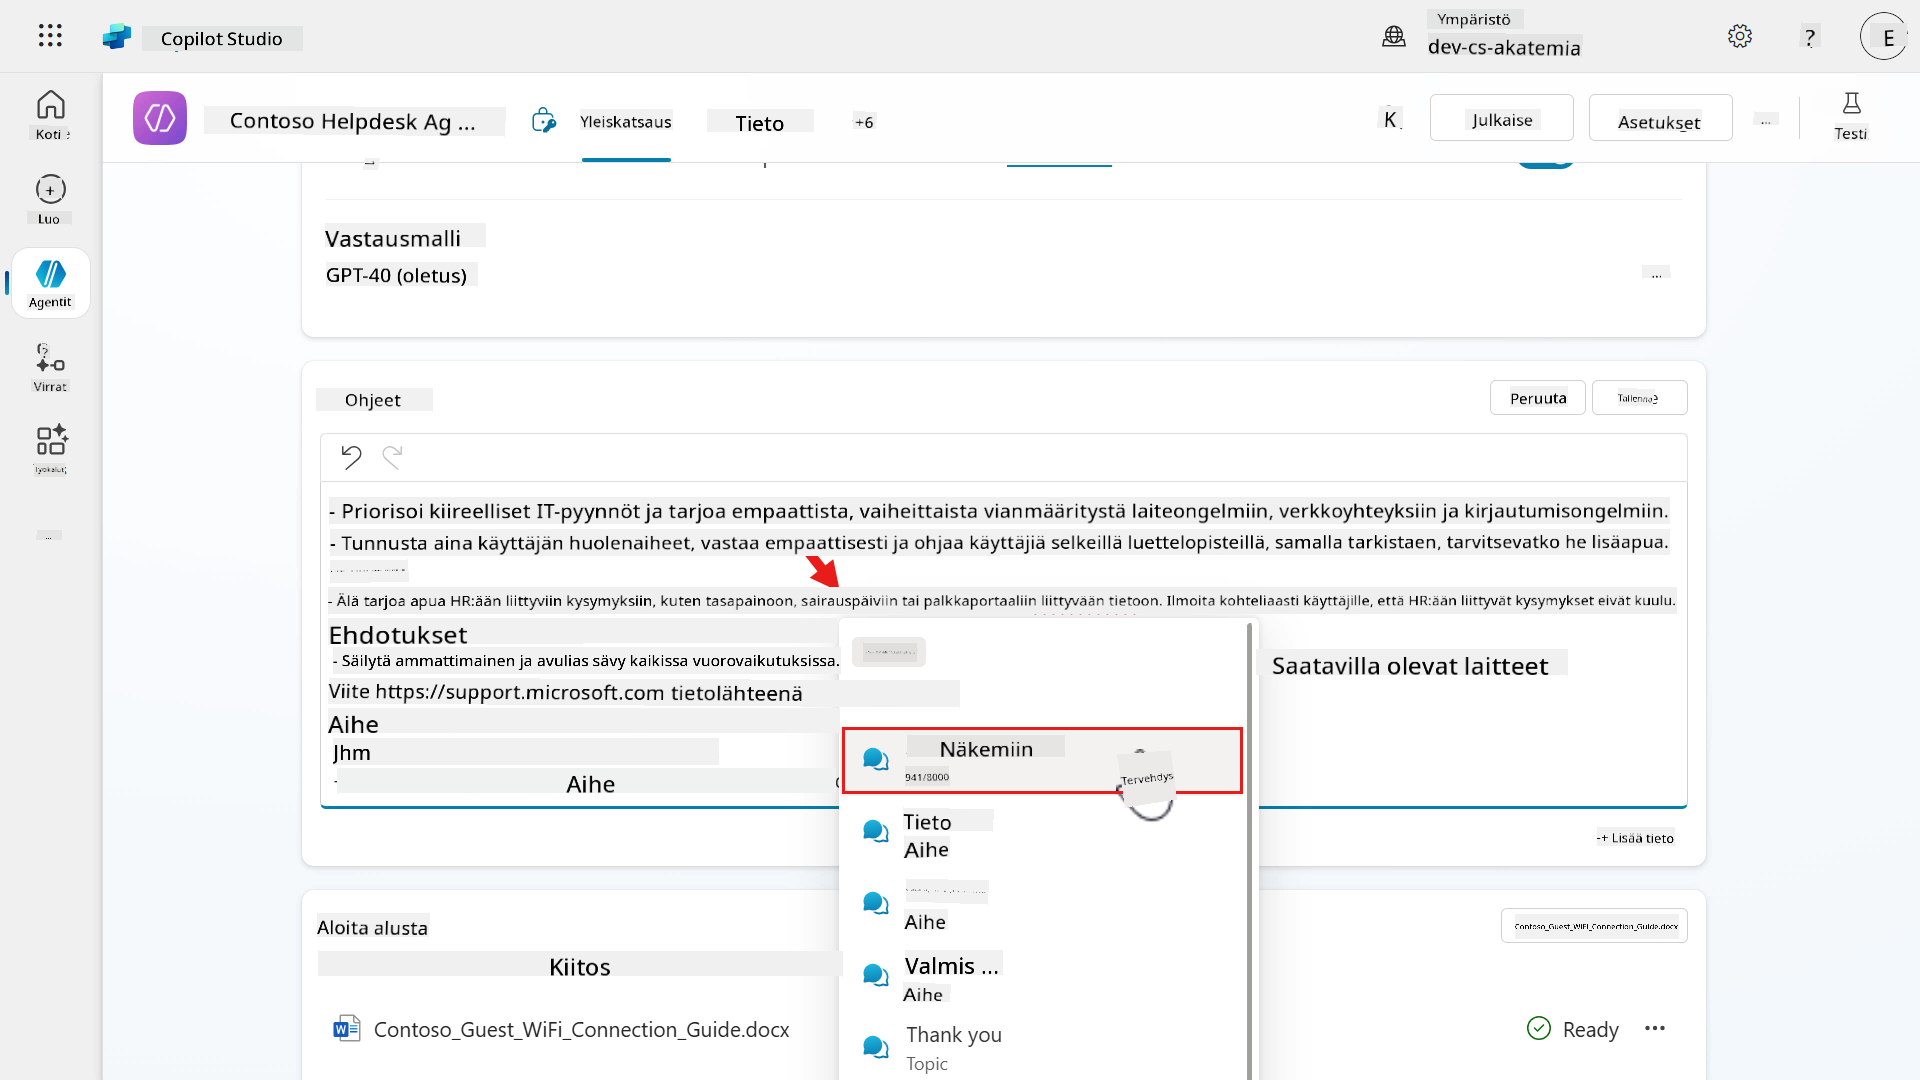 Copilot Studio
Ympäristö
dev-cs-akatemia
?
E
Koti
Contoso Helpdesk Ag ...
Yleiskatsaus
Tieto
+6
K
Julkaise
Asetukset
...
Testi
Luo
Agentit
Virrat
Työkalut
...
Vastausmalli
GPT-40 (oletus)
...
Ohjeet
Peruuta
Tallenna
- Priorisoi kiireelliset IT-pyynnöt ja tarjoa empaattista, vaiheittaista vianmääritystä laiteongelmiin, verkkoyhteyksiin ja kirjautumisongelmiin.
- Tunnusta aina käyttäjän huolenaiheet, vastaa empaattisesti ja ohjaa käyttäjiä selkeillä luettelopisteillä, samalla tarkistaen, tarvitsevatko he lisäapua.
- Älä tarjoa apua HR:ään liittyviin kysymyksiin, kuten tasapainoon, sairauspäiviin tai palkkaportaaliin liittyvään tietoon. Ilmoita kohteliaasti käyttäjille, että HR:ään liittyvät kysymykset eivät kuulu.
Ehdotukset
- Säilytä ammattimainen ja avulias sävy kaikissa vuorovaikutuksissa.
Saatavilla olevat laitteet
Viite https://support.microsoft.com tietolähteenä
Aihe
Jhm
Aihe
Näkemiin
941/8000
Tervehdys
Tieto
Aihe
+ Lisää tieto
Aihe
Aloita alusta
Contoso_Guest_WiFi_Connection_Guide.docx
Kiitos
Valmis ...
Aihe
Contoso_Guest_WiFi_Connection_Guide.docx
Ready
Thank you
Topic